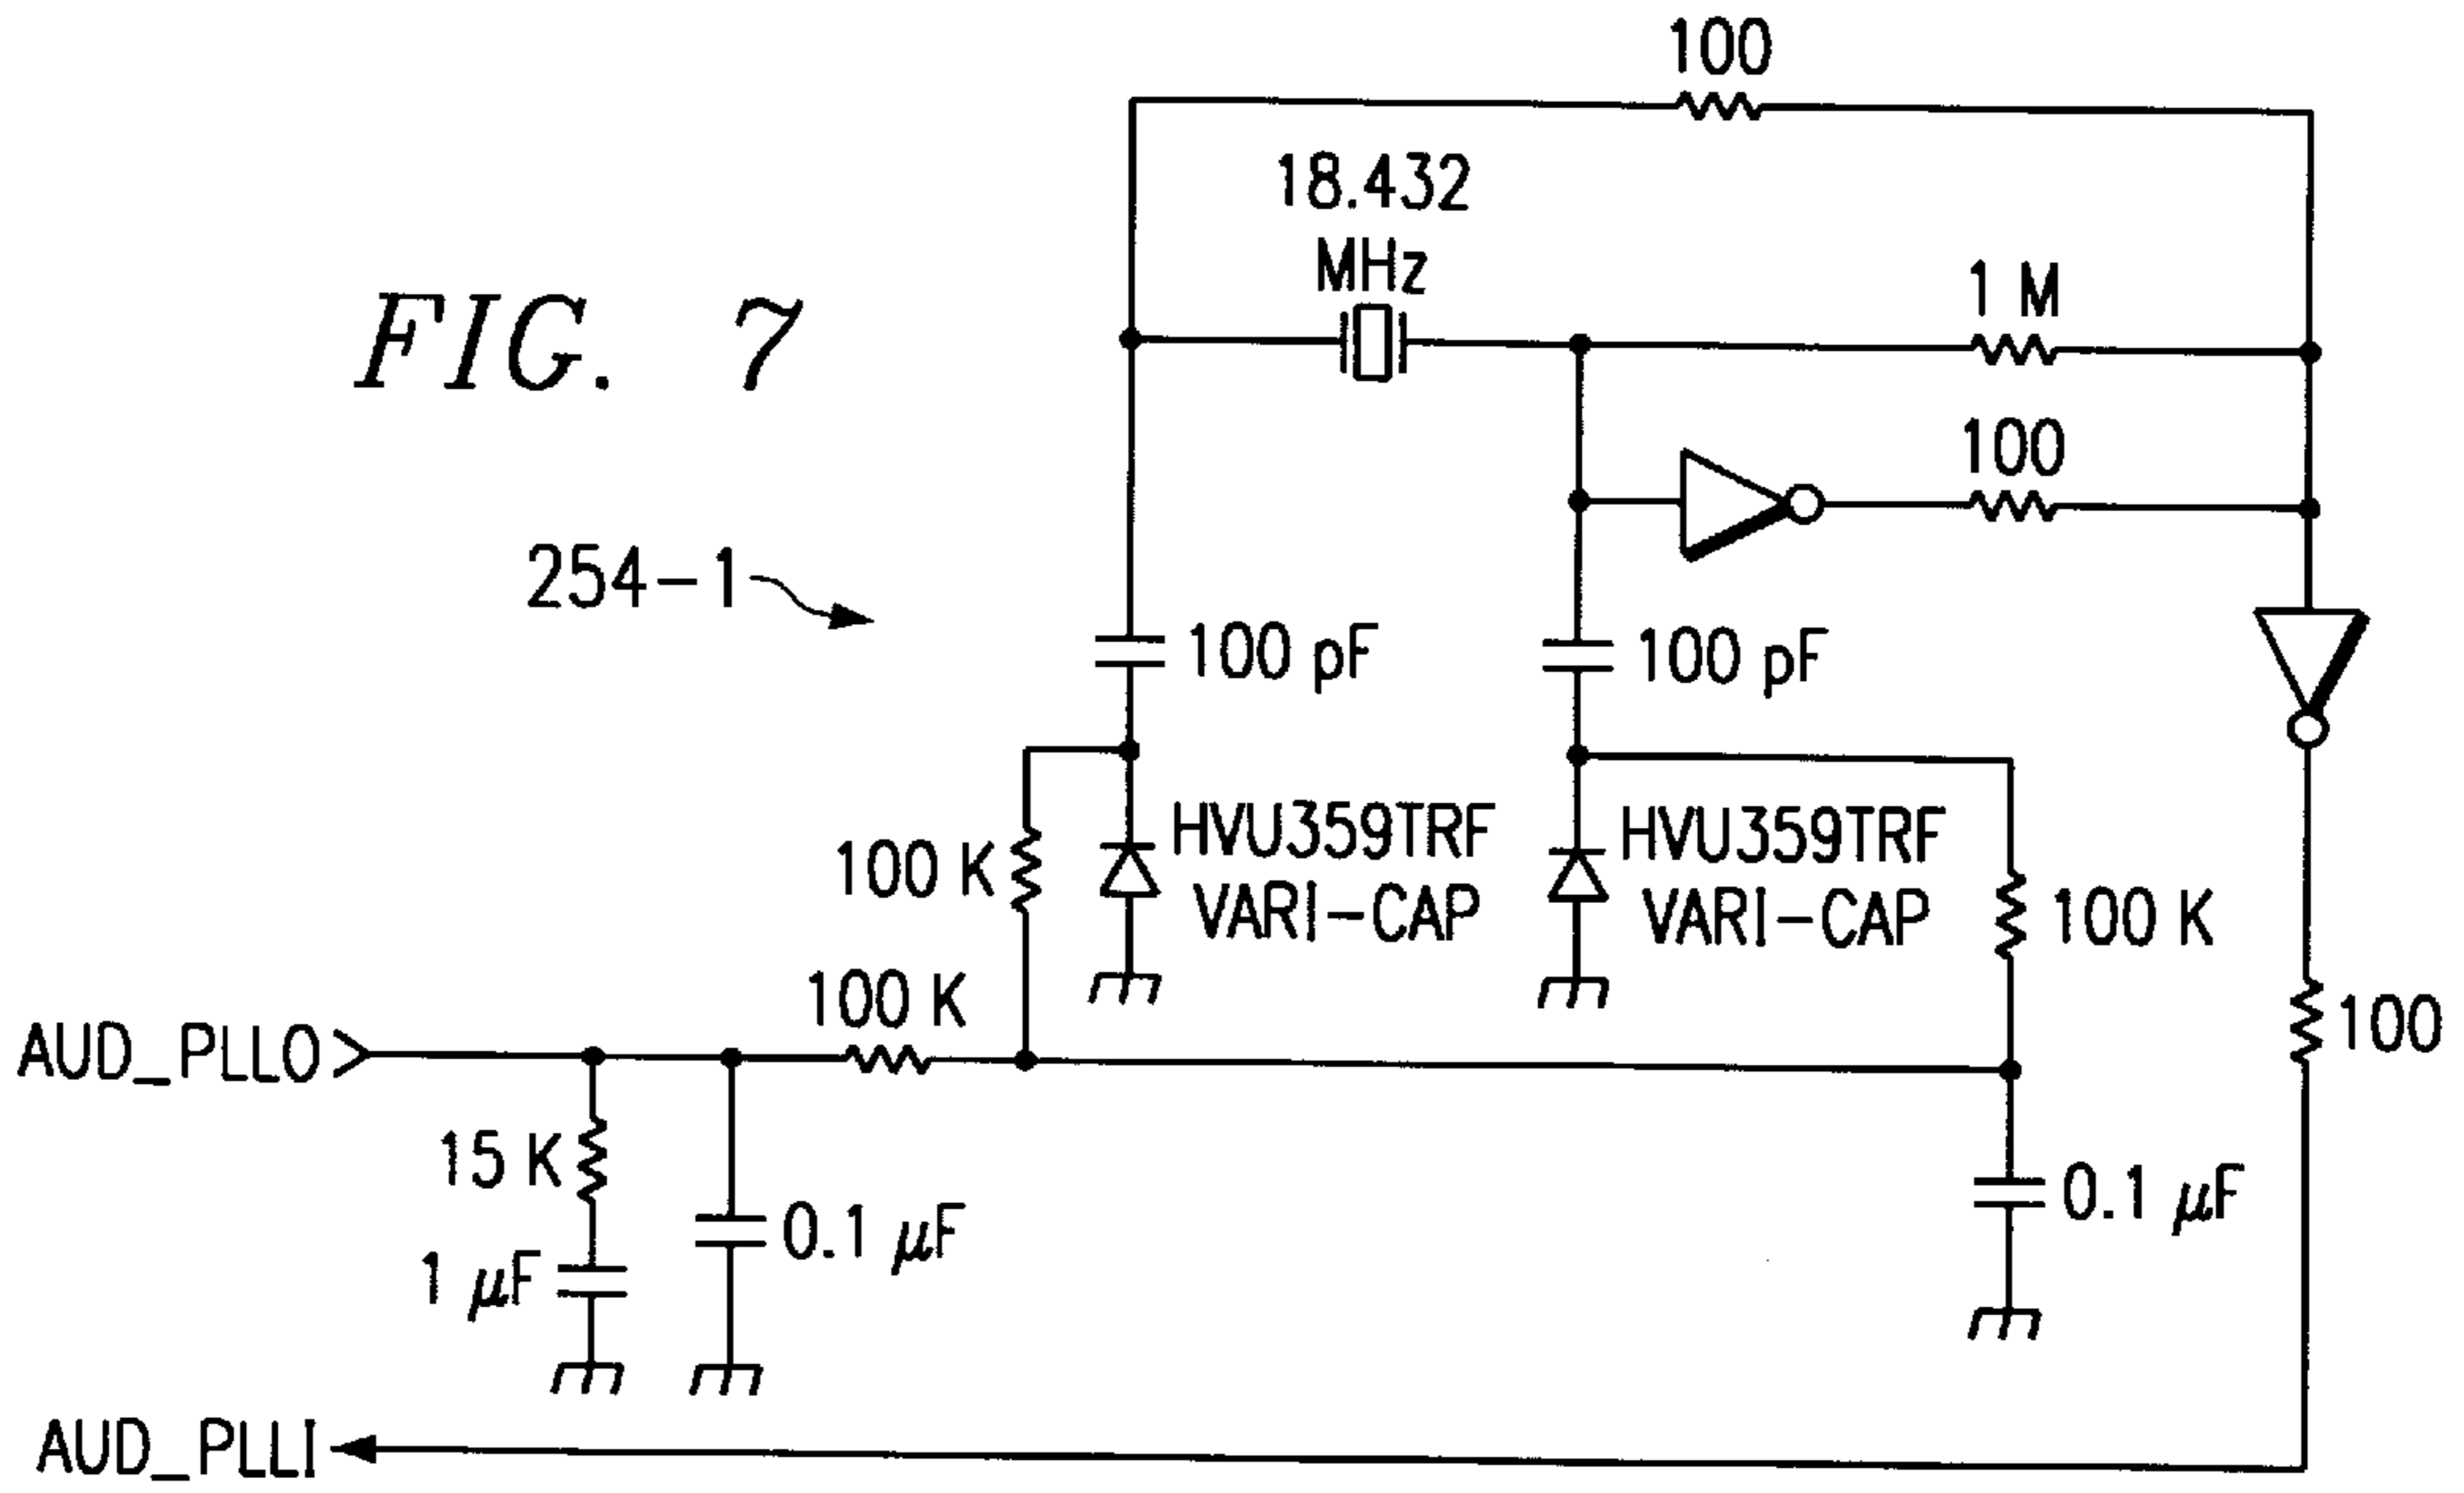 100
18.432
MHz
FIG. 7
1 M
100
254-1
100 pF
100 pF
HVU359TRF
VARI-CAP
HVU359TRF
VARI-CAP
100 K
100 K
100 K
100
AUD_PLLO
15 K
0.1 µF
0.1 µF
1 µF
AUD_PLLI